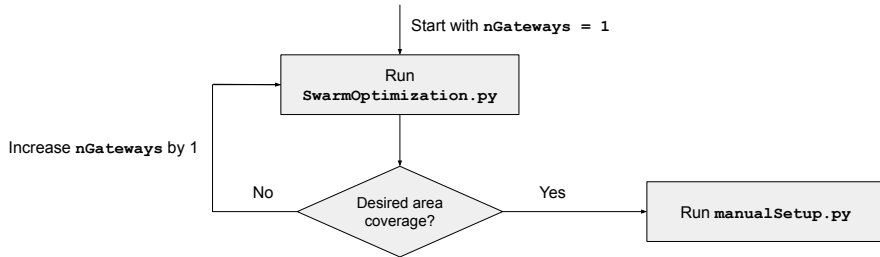 Start with nGateways = 1
Run
SwarmOptimization.py
Increase nGateways by 1
No
Desired area
coverage?
Yes
Run manualSetup.py